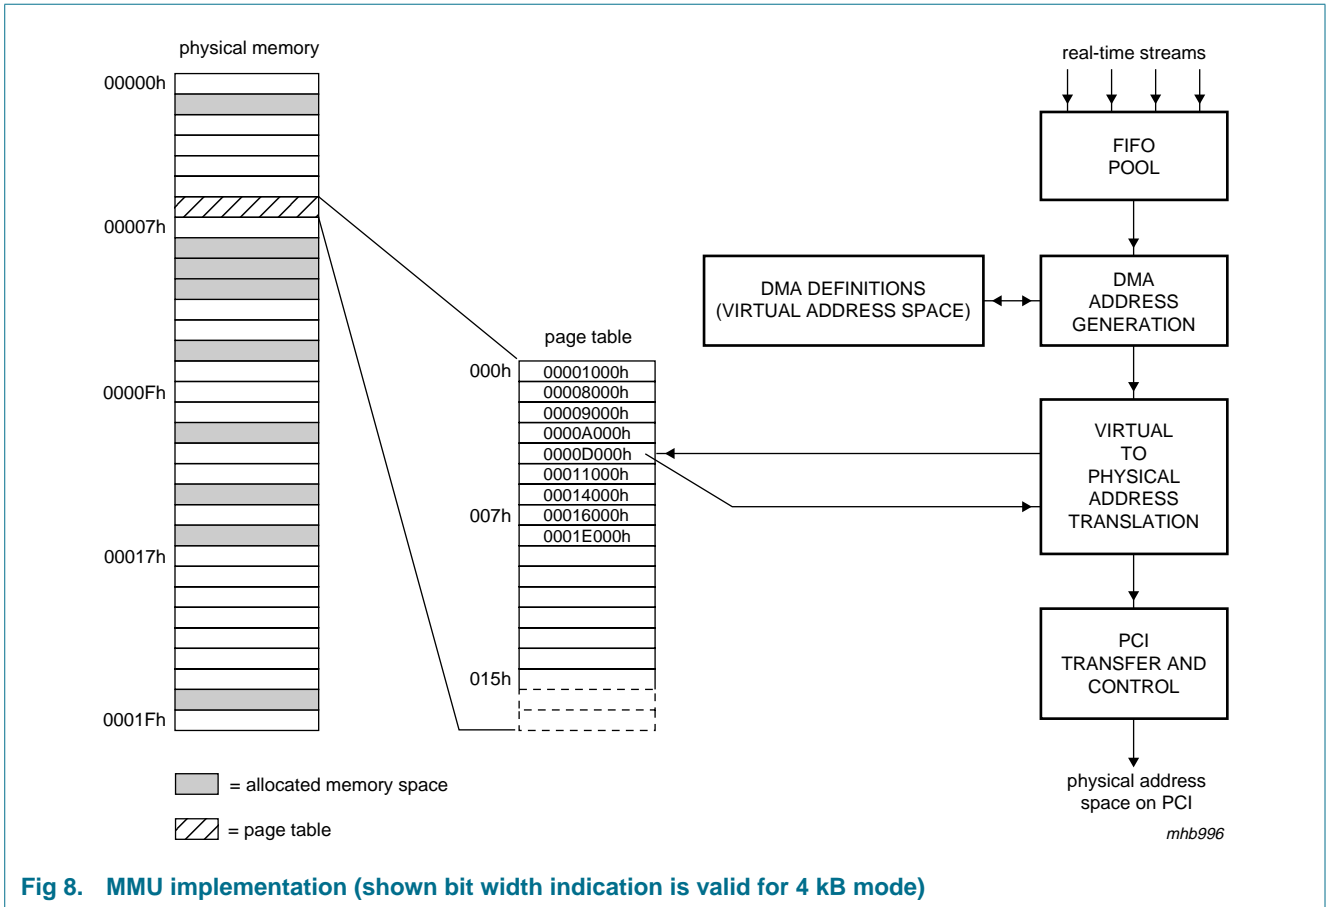 physical memory
00000h
00007h
0000Fh
00017h
0001Fh
= allocated memory space
= page table
page table
000h
00001000h
00008000h
00009000h
0000A000h
0000D000h
00011000h
00014000h
007h
00016000h
0001E000h
015h
real-time streams
FIFO
POOL
DMA DEFINITIONS
(VIRTUAL ADDRESS SPACE)
DMA
ADDRESS
GENERATION
VIRTUAL
TO
PHYSICAL
ADDRESS
TRANSLATION
PCI
TRANSFER AND
CONTROL
physical address
space on PCI
mhb996
Fig 8. MMU implementation (shown bit width indication is valid for 4 kB mode)